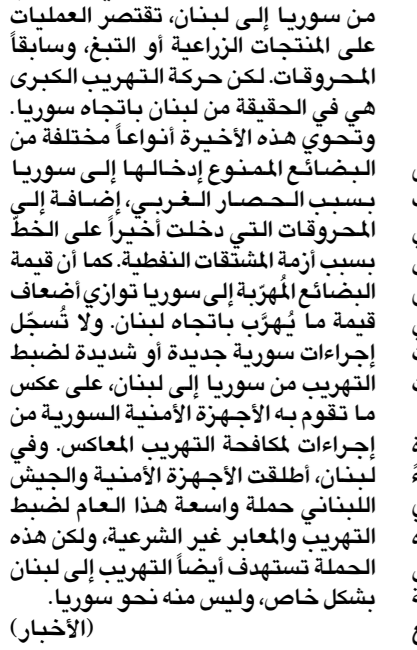 من سوريا إلى لبنان، تقتصر العمليات
على المنتجات الزراعية أو التبغ، وسابقاً
المحروقات. لكن حركة التهريب الكبرى
هي في الحقيقة من لبنان باتجاه سوريا.
وتحوي هذه الأخيرة أنواعاً مختلفة من
البضائع الممنوع إدخالها إلى سوريا
بسبب الحصار الغربي، إضافة إلى
المحروقات التي دخلت أخيراً على الخطّ
بسبب أزمة المشتقات النفطية. كما أن قيمة
البضائع المُهرّبة إلى سوريا توازي أضعاف
قيمة ما يُهرَّب باتجاه لبنان. ولا تُسجّل
إجراءات سورية جديدة أو شديدة لضبط
التهريب من سوريا إلى لبنان، على عكس
ما تقوم به الأجهزة الأمنية السورية من
إجراءات لمكافحة التهريب المعاكس. وفي
لبنان، أطلقت الأجهزة الأمنية والجيش
اللبناني حملة واسعة هذا العام لضبط
التهريب والمعابر غير الشرعية، ولكن هذه
الحملة تستهدف أيضاً التهريب إلى لبنان
بشكل خاص، وليس منه نحو سوريا.
(الأخبار)